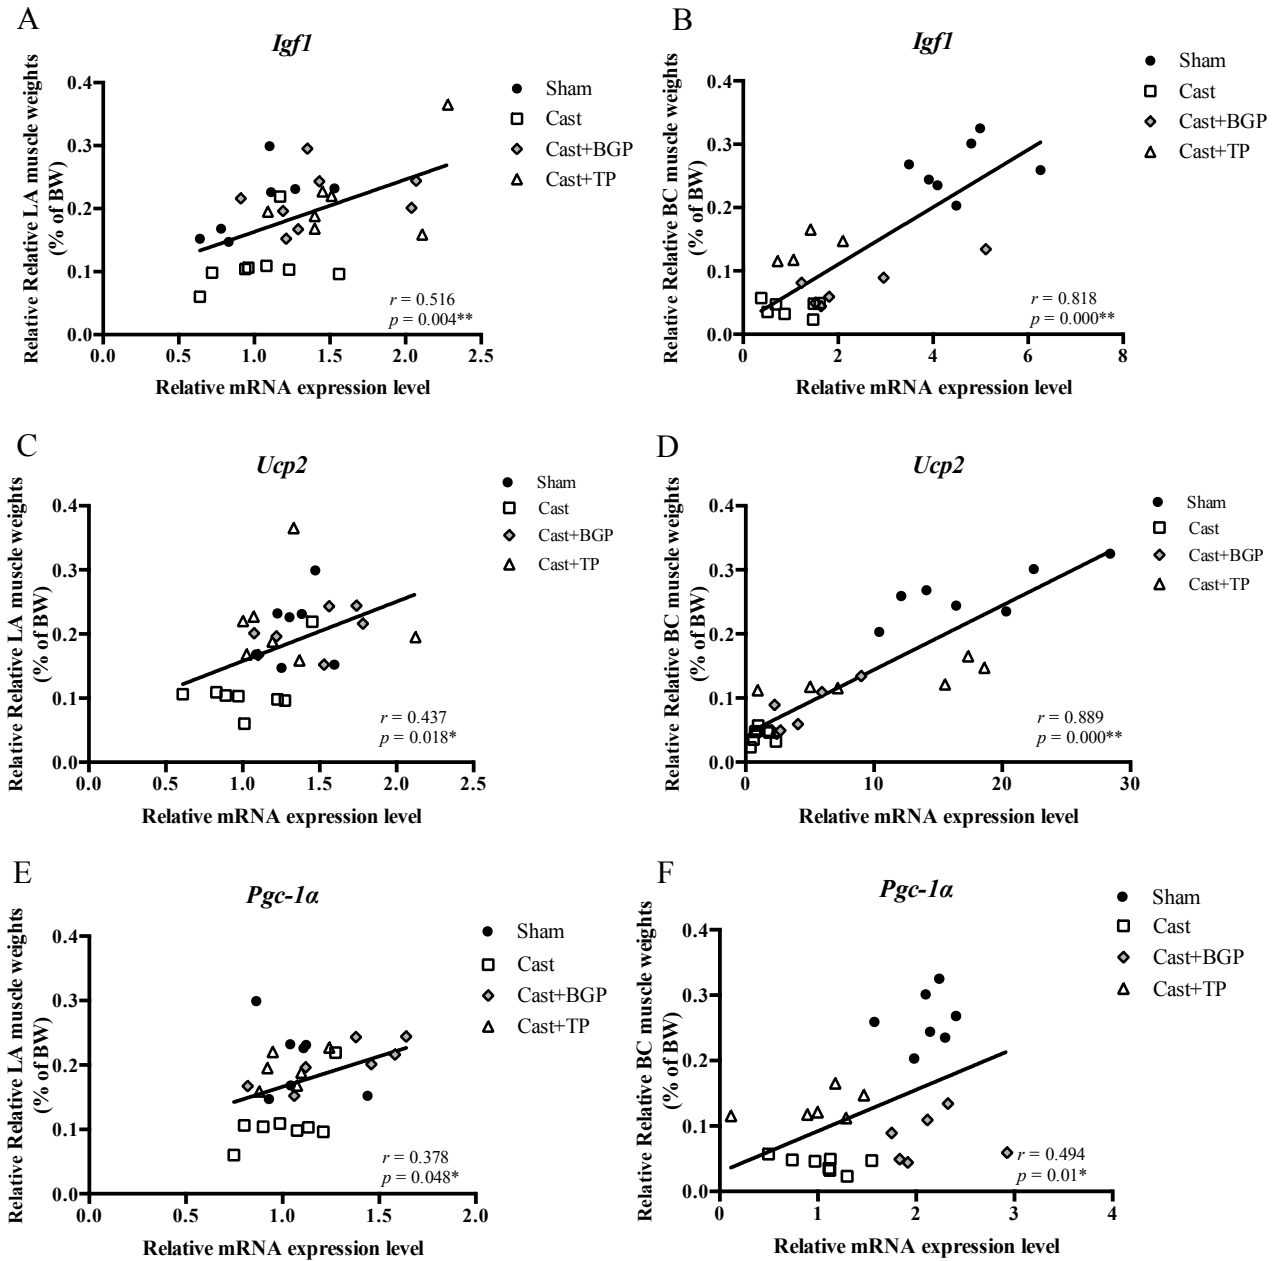 A
Igf1
Relative Relative LA muscle weights
(% of BW)
0.4
0.3
0.2
0.1
0.0
0.0 0.5 1.0 1.5 2.0 2.5
Relative mRNA expression level
Sham
Cast
Cast+BGP
Cast+TP
r = 0.516
p = 0.004**
B
Igf1
Relative Relative BC muscle weights
(% of BW)
0.4
0.3
0.2
0.1
0.0
0 2 4 6 8
Relative mRNA expression level
Sham
Cast
Cast+BGP
Cast+TP
r = 0.818
p = 0.000**
C
Ucp2
Relative Relative LA muscle weights
(% of BW)
0.4
0.3
0.2
0.1
0.0
0.0 0.5 1.0 1.5 2.0 2.5
Relative mRNA expression level
Sham
Cast
Cast+BGP
Cast+TP
r = 0.437
p = 0.018*
D
Ucp2
Relative Relative BC muscle weights
(% of BW)
0.4
0.3
0.2
0.1
0.0
0 10 20 30
Relative mRNA expression level
Sham
Cast
Cast+BGP
Cast+TP
r = 0.889
p = 0.000**
E
Pgc-1α
Relative Relative LA muscle weights
(% of BW)
0.4
0.3
0.2
0.1
0.0
0.0 0.5 1.0 1.5 2.0
Relative mRNA expression level
Sham
Cast
Cast+BGP
Cast+TP
r = 0.378
p = 0.048*
F
Pgc-1α
Relative Relative BC muscle weights
(% of BW)
0.4
0.3
0.2
0.1
0.0
0 1 2 3 4
Relative mRNA expression level
Sham
Cast
Cast+BGP
Cast+TP
r = 0.494
p = 0.01*